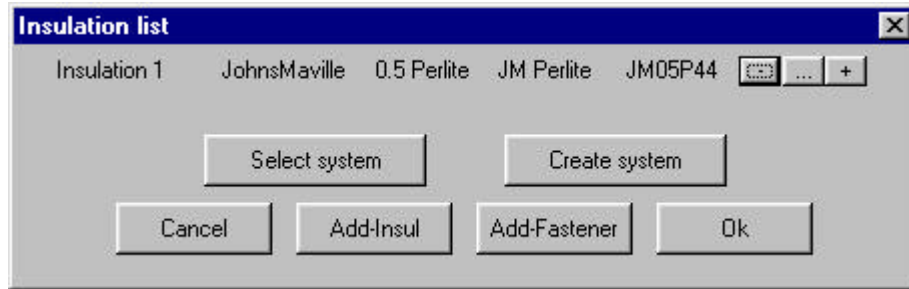 Insulation list
Insulation 1 JohnsMaville 0.5 Perlite JM Perlite JM05P44 - ... +
Select system Create system
Cancel Add-Insul Add-Fastener Ok